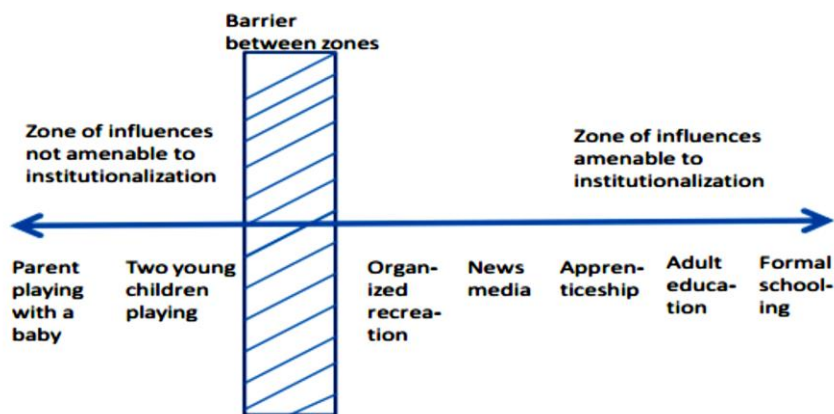 Barrier
between zones
Zone of influences
not amenable to
institutionalization
Zone of influences
amenable to
institutionalization
Parent
playing
with a
baby
Two young
children
playing
Organ-
ized
recrea-
tion
News
media
Appren-
ticeship
Adult
educa-
tion
Formal
school-
ing